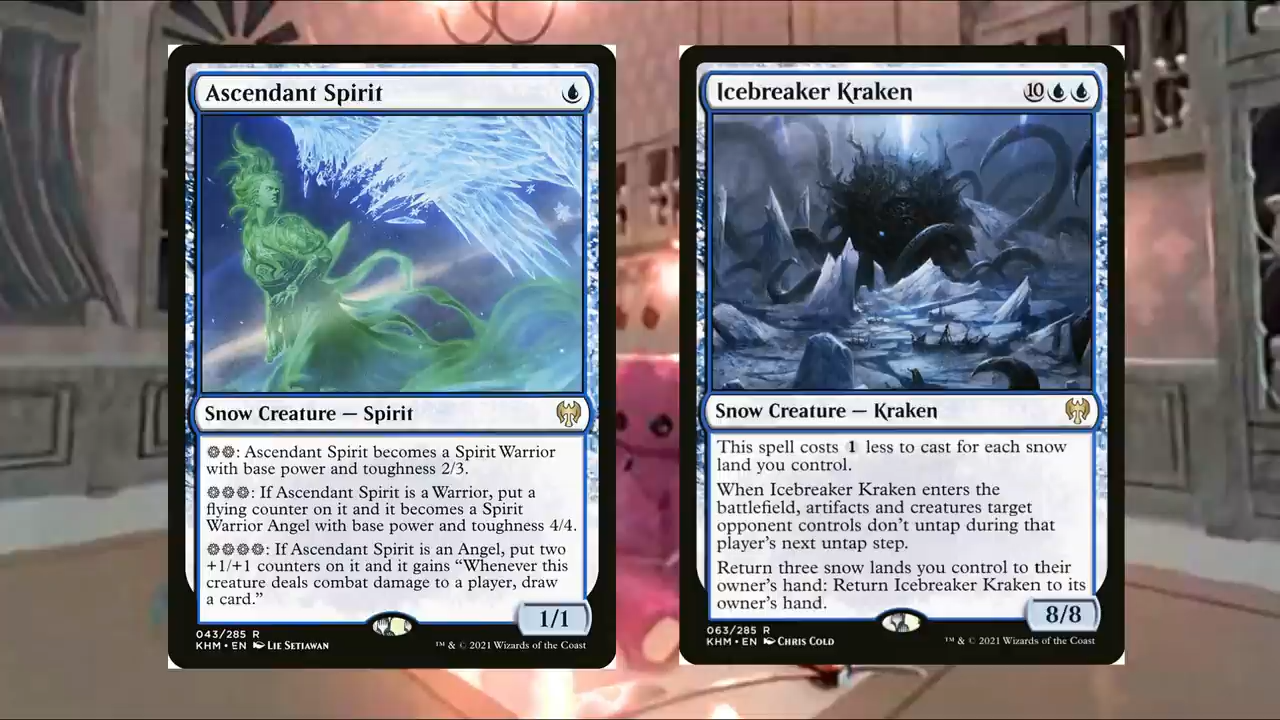 Ascendant Spirit
Snow Creature — Spirit
: Ascendant Spirit becomes a Spirit Warrior
with base power and toughness 2/3.
: If Ascendant Spirit is a Warrior, put a
flying counter on it and it becomes a Spirit
Warrior Angel with base power and toughness 4/4.
: If Ascendant Spirit is an Angel, put two
+1/+1 counters on it and it gains “Whenever this
creature deals combat damage to a player, draw
a card.”
1/1
043/285 R
KHM • EN Lie Setiawan
™ & © 2021 Wizards of the Coast
Icebreaker Kraken 10
Snow Creature — Kraken
This spell costs 1 less to cast for each snow
land you control.
When Icebreaker Kraken enters the
battlefield, artifacts and creatures target
opponent controls don’t untap during that
player’s next untap step.
Return three snow lands you control to their
owner’s hand: Return Icebreaker Kraken to its
owner’s hand.
8/8
063/285 R
KHM • EN Chris Cold
™ & © 2021 Wizards of the Coast